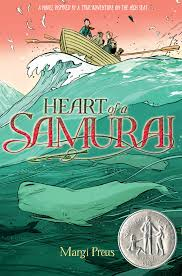 A NOVEL INSPIRED BY A TRUE ADVENTURE ON THE HIGH SEAS
HEART of a
SAMURAI
Margi Preus